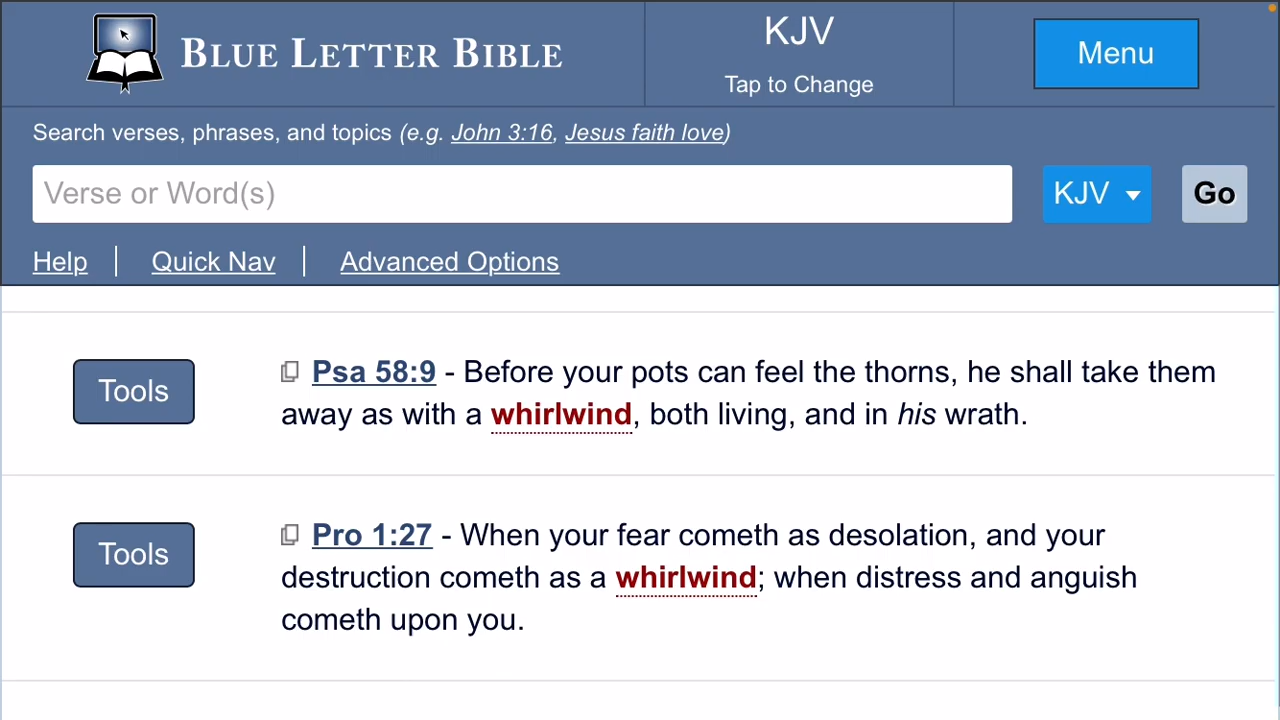 BLUE LETTER BIBLE
KJV
Tap to Change
Menu
Search verses, phrases, and topics (e.g. John 3:16, Jesus faith love)
Verse or Word(s)
KJV
Go
Help
Quick Nav
Advanced Options
Tools
Psa 58:9 - Before your pots can feel the thorns, he shall take them
away as with a whirlwind, both living, and in his wrath.
Tools
Pro 1:27 - When your fear cometh as desolation, and your
destruction cometh as a whirlwind; when distress and anguish
cometh upon you.